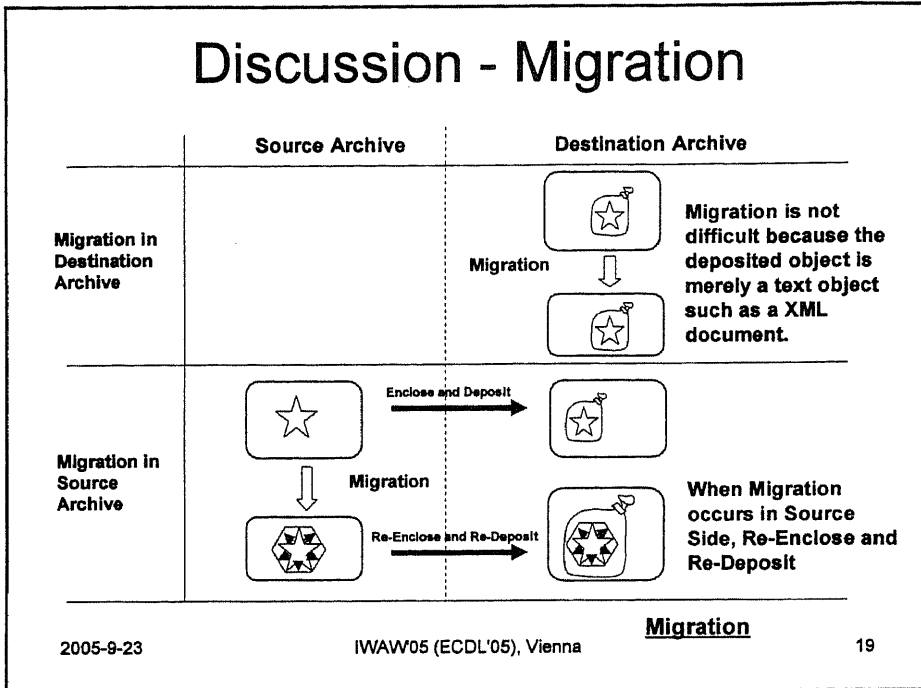 Discussion - Migration
Source Archive
Destination Archive
Migration in
Destination
Archive
Migration
Migration is not
difficult because the
deposited object is
merely a text object
such as a XML
document.
Migration in
Source
Archive
Enclose and Deposit
Migration
Re-Enclose and Re-Deposit
When Migration
occurs in Source
Side, Re-Enclose and
Re-Deposit
Migration
2005-9-23
IWAW'05 (ECDL'05), Vienna
19